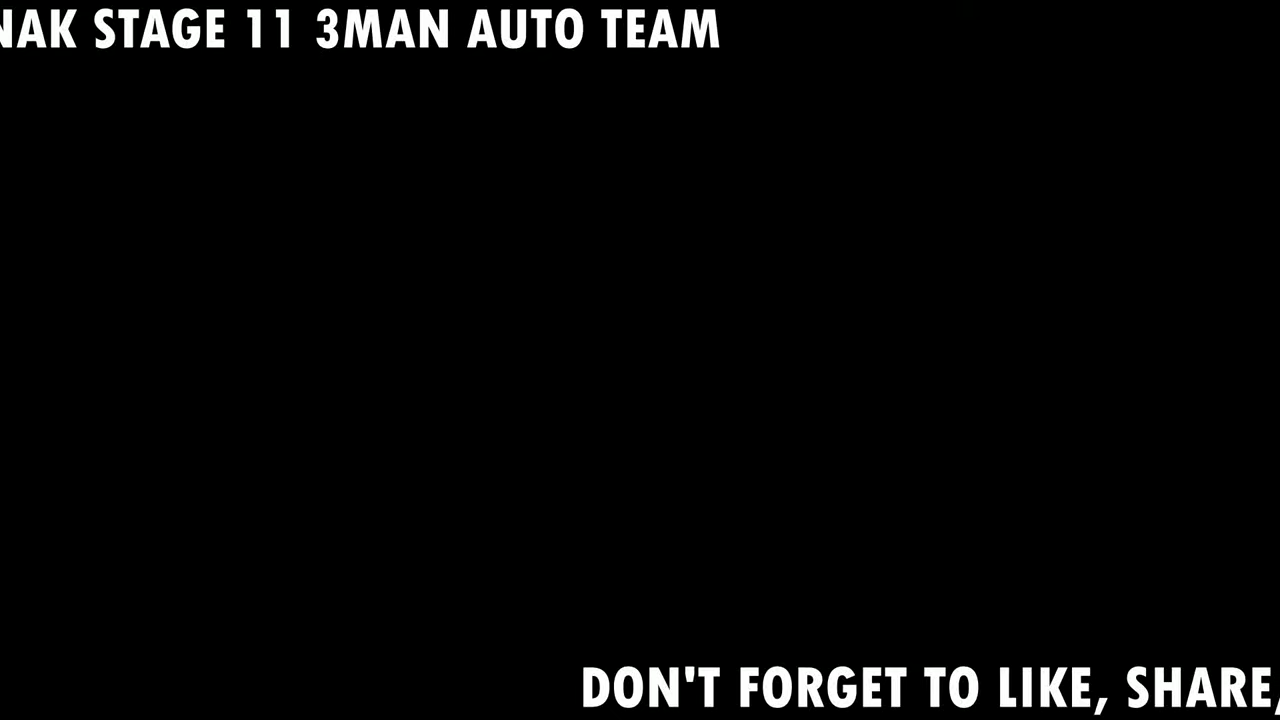 NAK STAGE 11 3MAN AUTO TEAM
DON'T FORGET TO LIKE, SHARE,